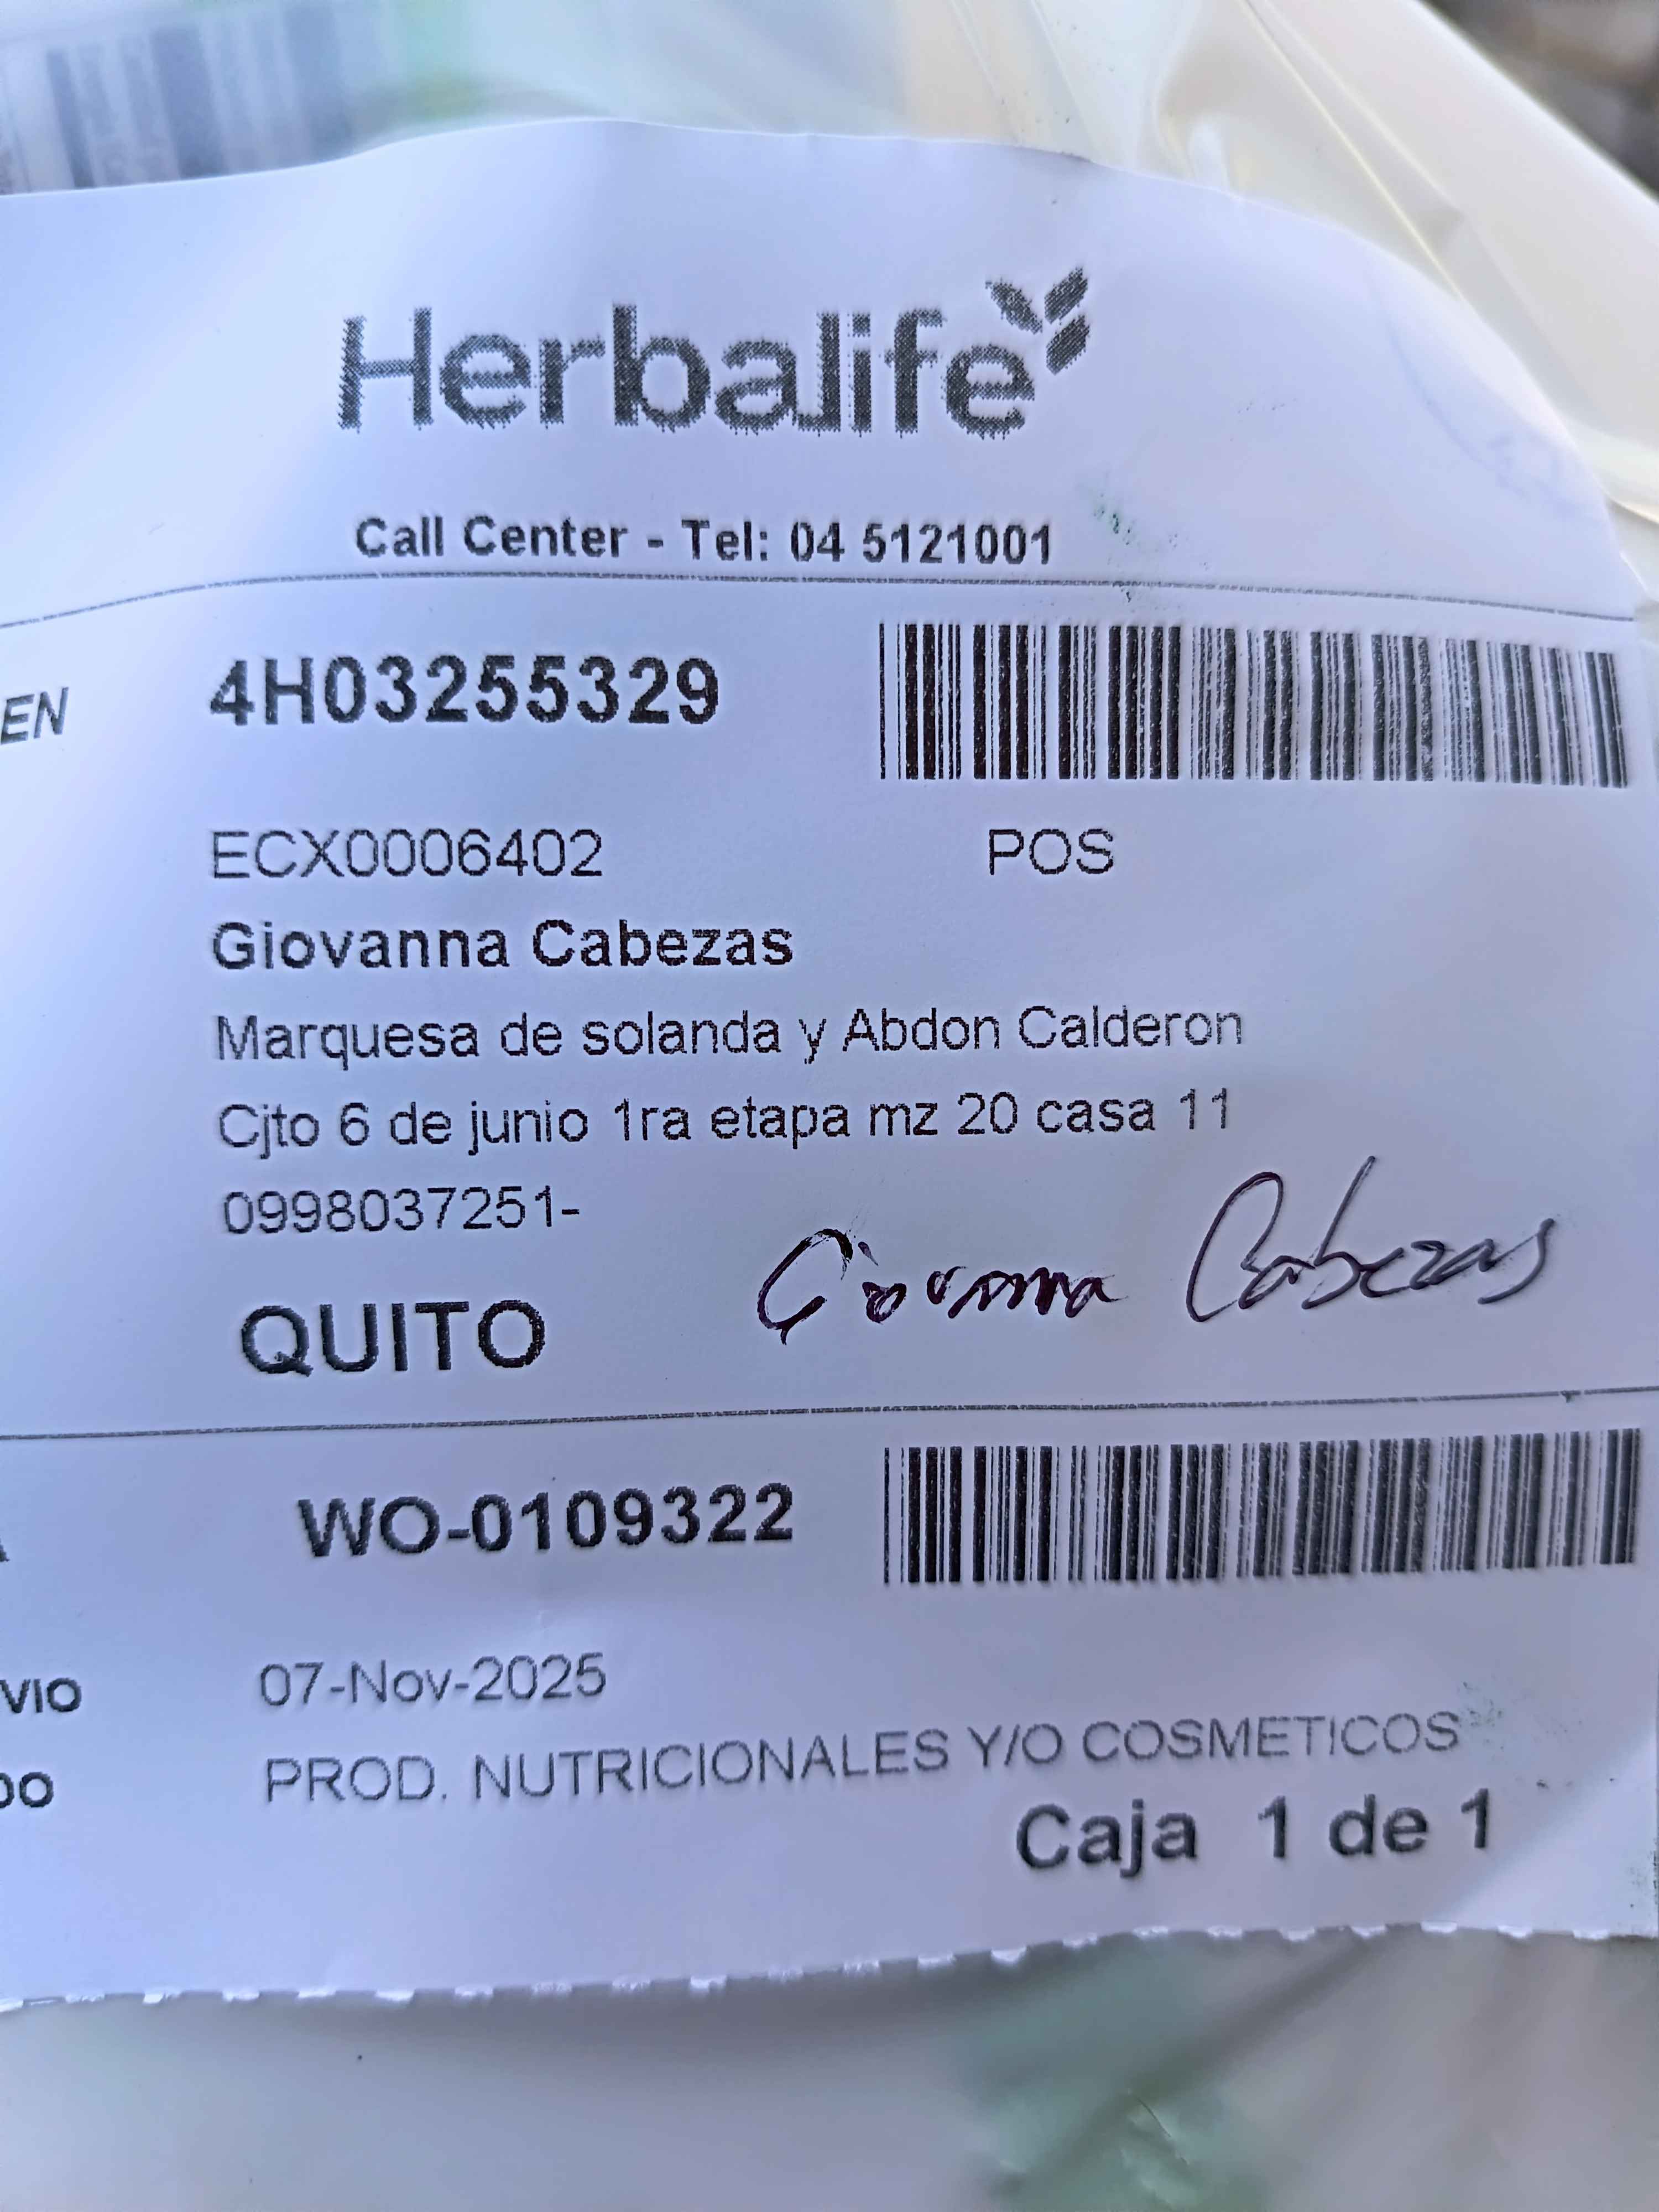 Herbalife
Call Center - Tel: 04 5121001
EN 4H03255329
ECX0006402 POS
Giovanna Cabezas
Marquesa de solanda y Abdon Calderon
Cjto 6 de junio 1ra etapa mz 20 casa 11
0998037251-
Giovanna Cabezas
QUITO
WO-0109322
VIO 07-Nov-2025
DO PROD. NUTRICIONALES Y/O COSMETICOS
Caja 1 de 1